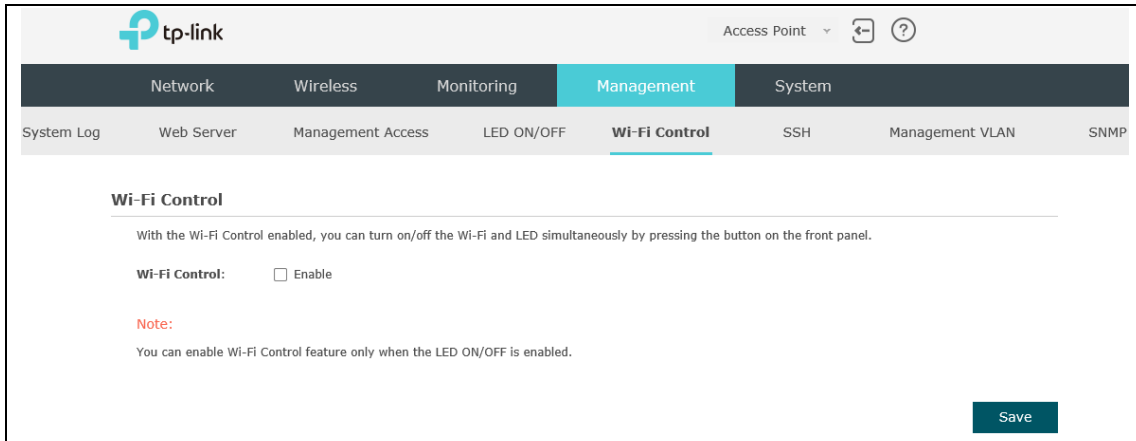 tp-link
Access Point
?
Network Wireless Monitoring Management System
System Log Web Server Management Access LED ON/OFF Wi-Fi Control SSH Management VLAN SNMP
Wi-Fi Control
With the Wi-Fi Control enabled, you can turn on/off the Wi-Fi and LED simultaneously by pressing the button on the front panel.
Wi-Fi Control: Enable
Note:
You can enable Wi-Fi Control feature only when the LED ON/OFF is enabled.
Save